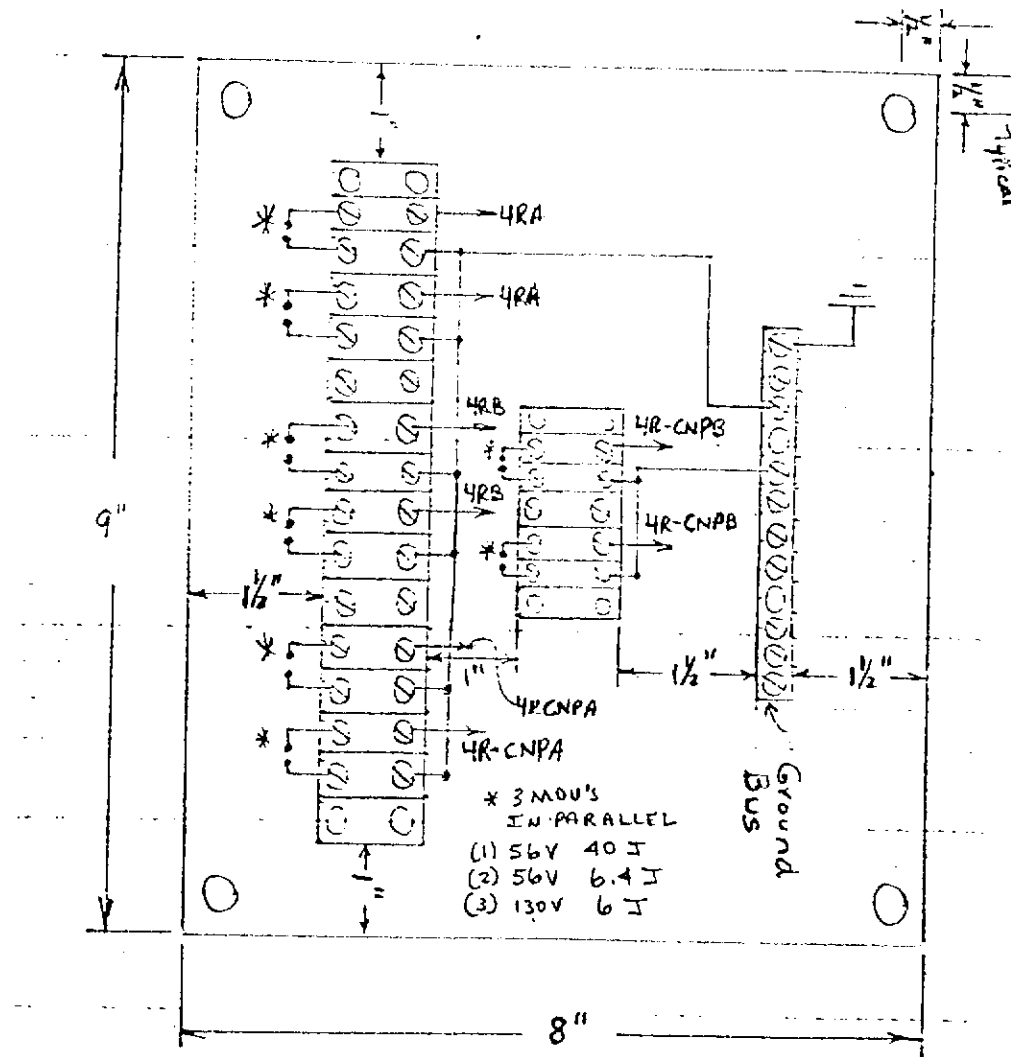 1/2"
1/2"
Typical
1"
* 4RA
* 4RA
4RB
4R-CNPB
*
*
9"
4RB
4R-CNPB
*
*
1 1/2"
*
1"
1 1/2"
1 1/2"
4RCNPA
*
4R-CNPA
Ground
Bus
* 3 MOV'S
IN PARALLEL
(1) 56V 40 J
(2) 56V 6.4 J
(3) 130V 6 J
1"
8"